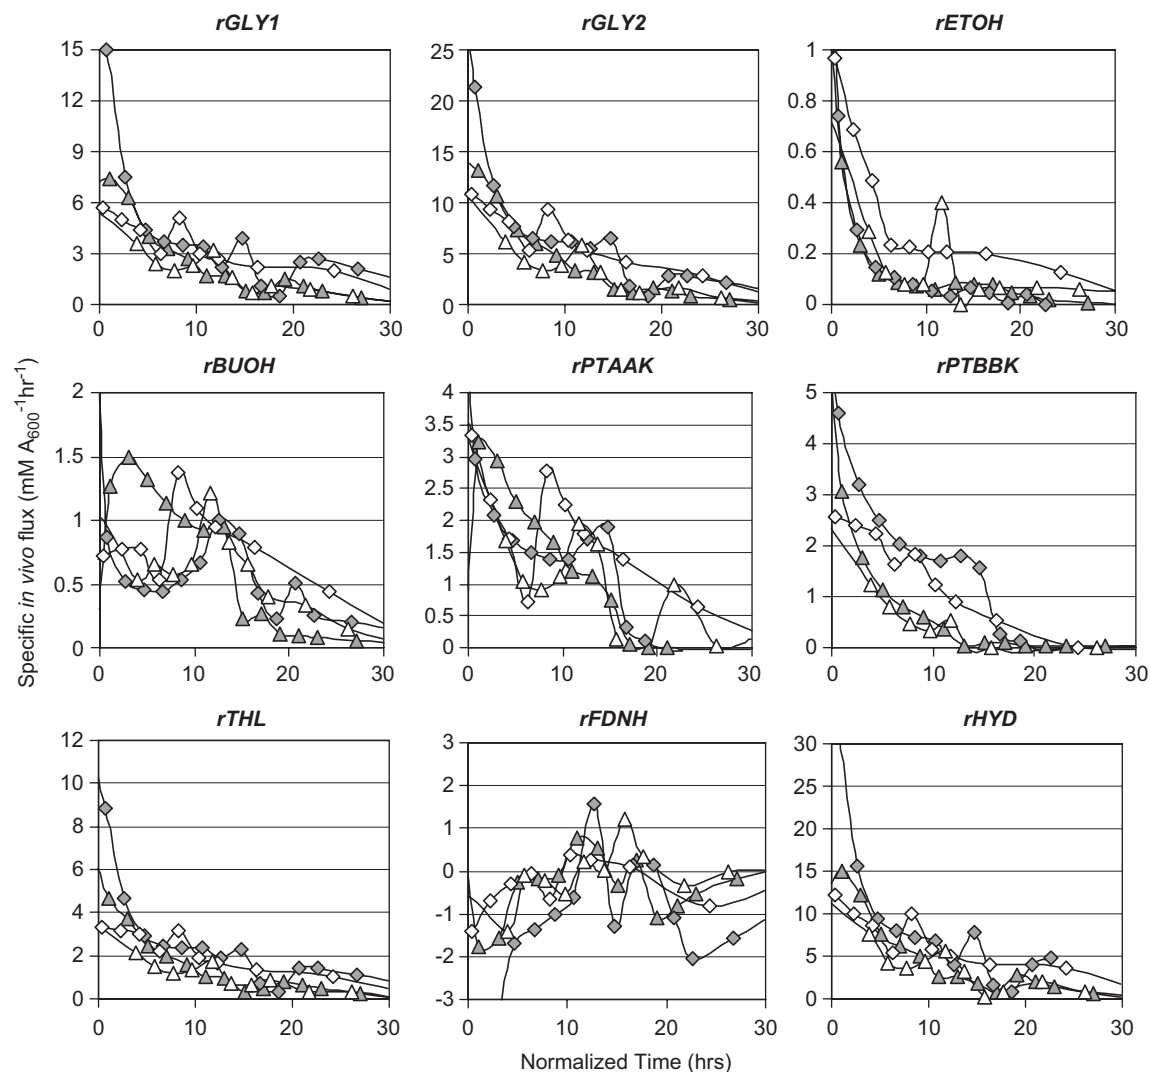 rGLY1 rGLY2 rETOH
15 25 1
12 20 0.8
9 15 0.6
6 10 0.4
3 5 0.2
0 0 0
0 10 20 30 0 10 20 30 0 10 20 30
rBUOH rPTAAK rPTBBK
Specific in vivo flux (mM A600-1hr-1)
2 4 5
3.5
1.5 3 4
2.5 3
1 2
1.5 2
0.5 1 1
0.5
0 0 0
0 10 20 30 0 10 20 30 0 10 20 30
rTHL rFDNH rHYD
12 3 30
10 2 25
8 1 20
6 0 15
4 -1 10
2 -2 5
0 -3 0
0 10 20 30 0 10 20 30 0 10 20 30
Normalized Time (hrs)